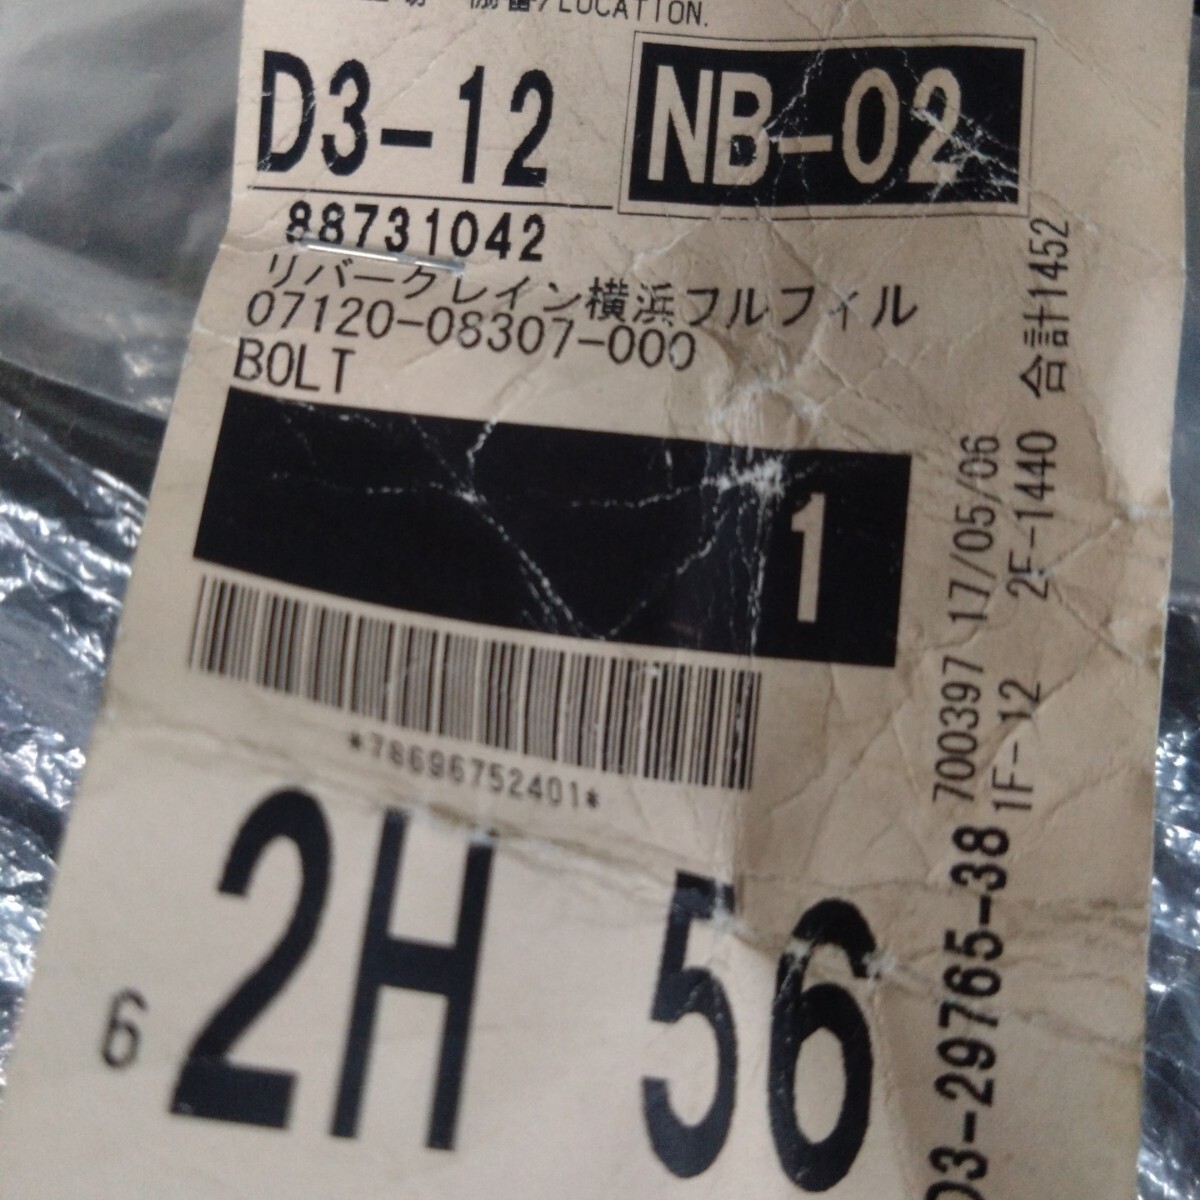 /LOCATION.
D3-12
NB-02
88731042
リバークレイン横浜フルフィル
07120-08307-000
BOLT
1
*78696752401*
6 2H 56
D3-29765-38 700397 17/05/06
1F-12 2F-1440 合計1452